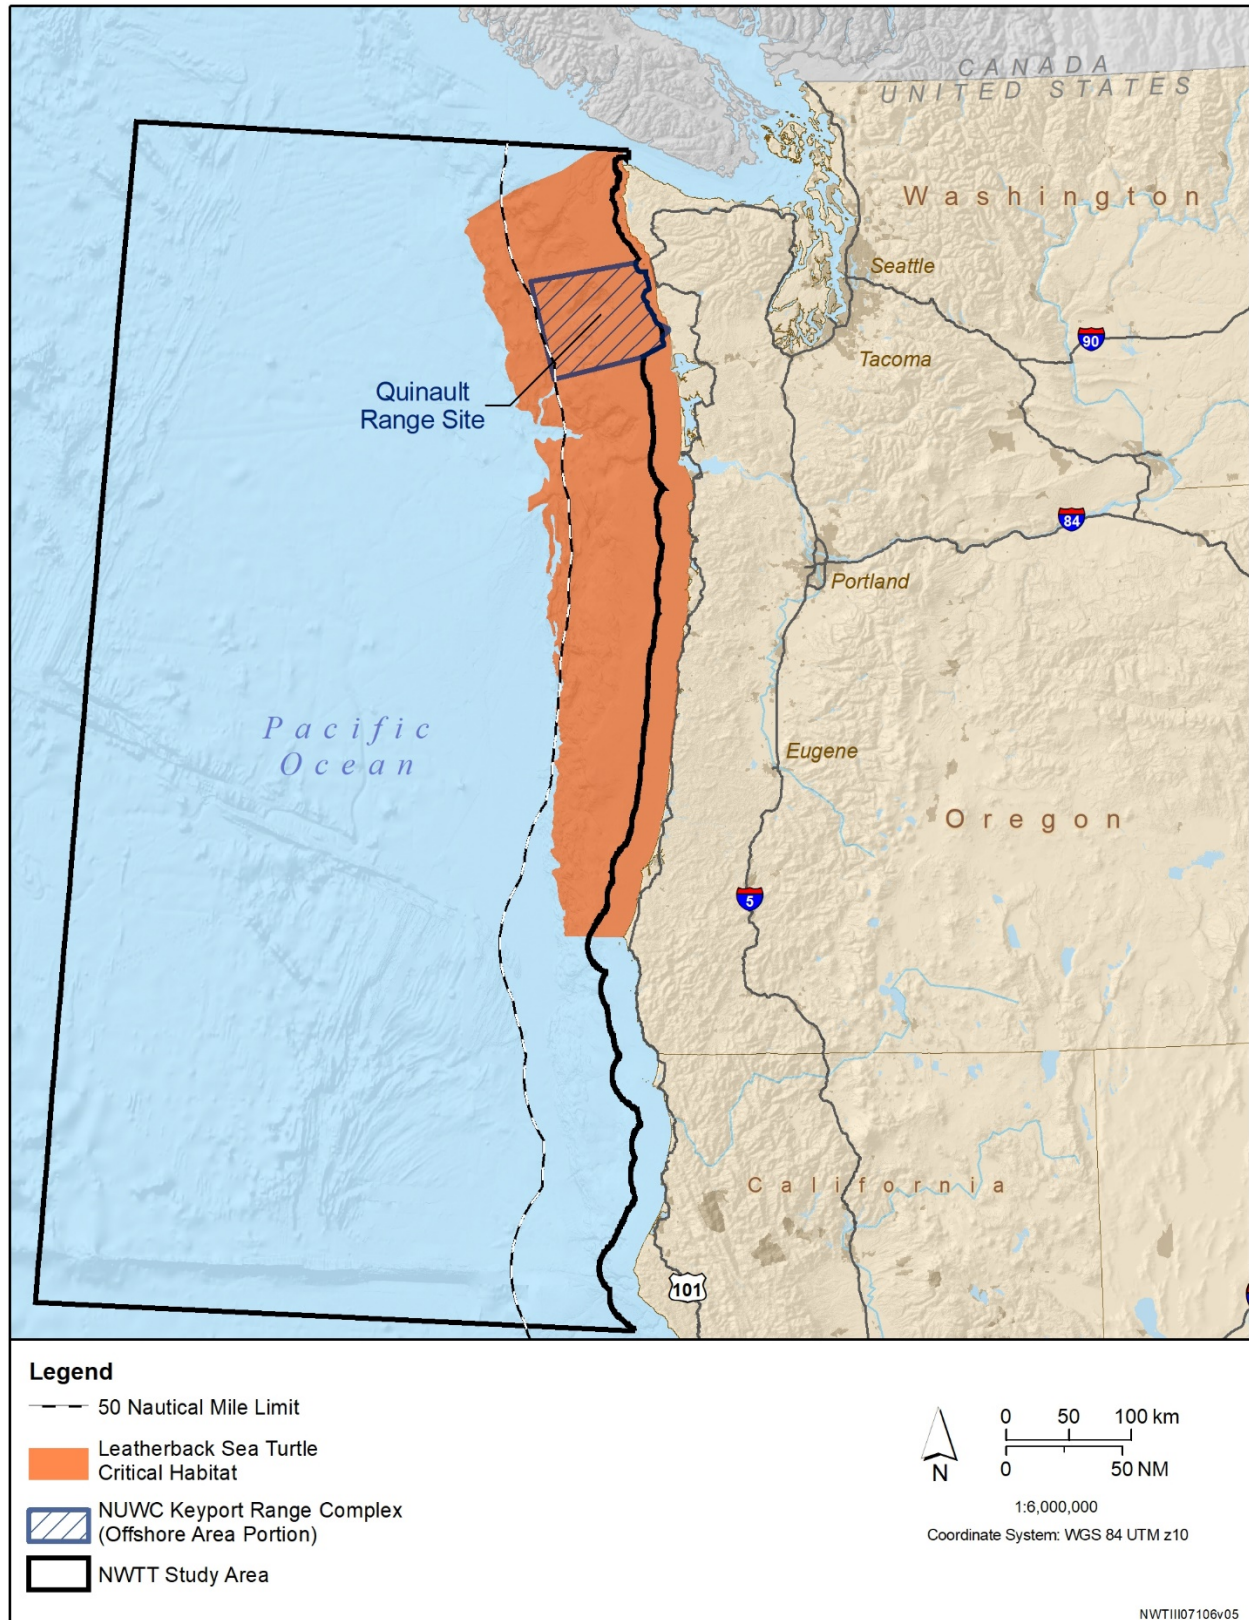 CANADA
UNITED STATES
Washington
Seattle
90
Tacoma
Quinault
Range Site
84
Portland
Pacific
Ocean
Eugene
Oregon
5
California
101
Legend
50 Nautical Mile Limit
Leatherback Sea Turtle
Critical Habitat
NUWC Keyport Range Complex
(Offshore Area Portion)
NWTT Study Area
N
0 50 100 km
0 50 NM
1:6,000,000
Coordinate System: WGS 84 UTM z10
NWTIII07106v05